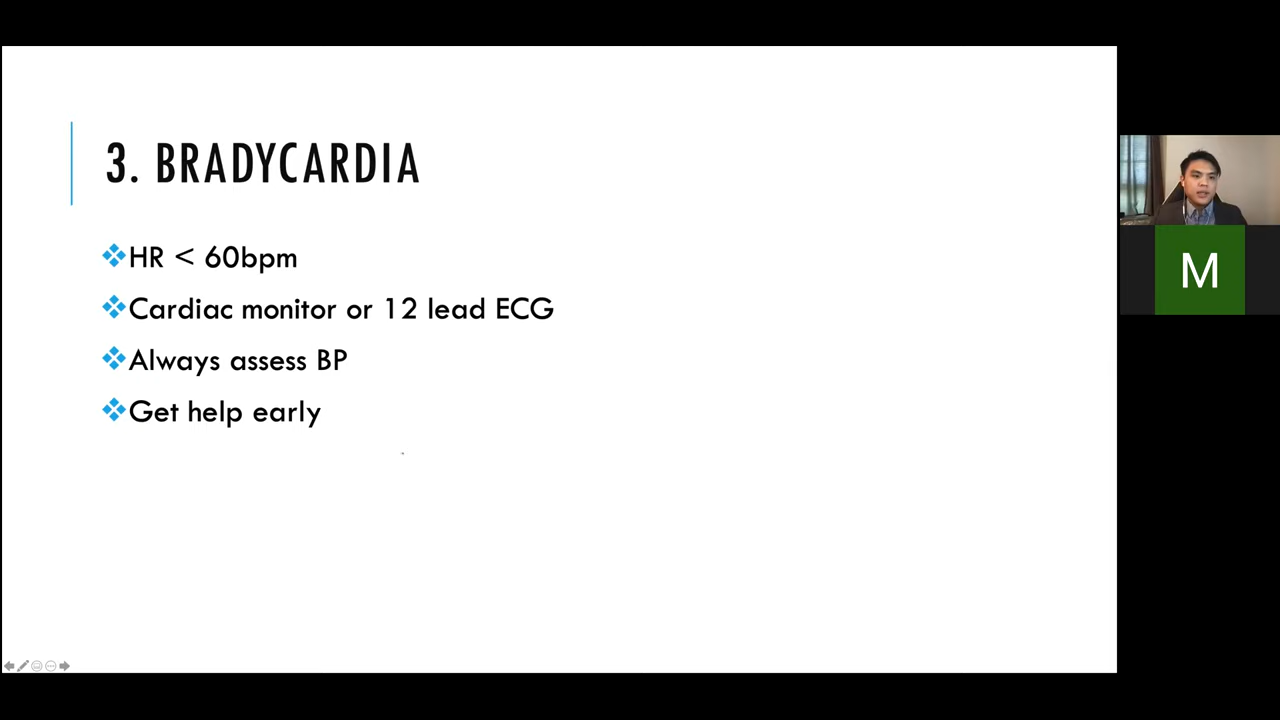 3. BRADYCARDIA
HR < 60bpm
Cardiac monitor or 12 lead ECG
Always assess BP
Get help early
M